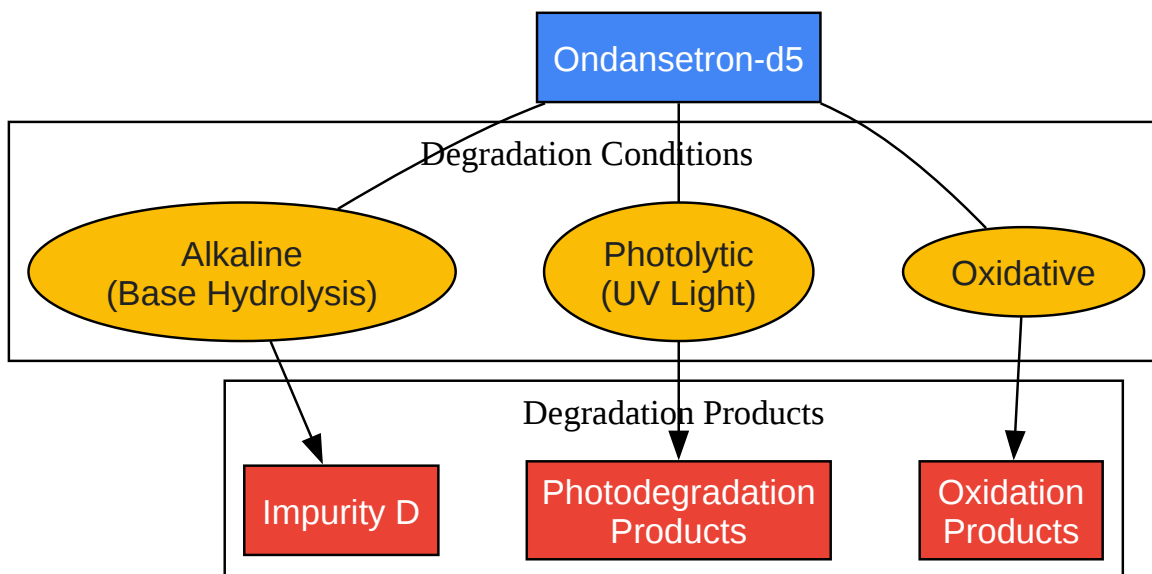 Ondansetron-d5
Degradation Conditions
Alkaline
(Base Hydrolysis)
Photolytic
(UV Light)
Oxidative
Degradation Products
Impurity D
Photodegradation
Products
Oxidation
Products